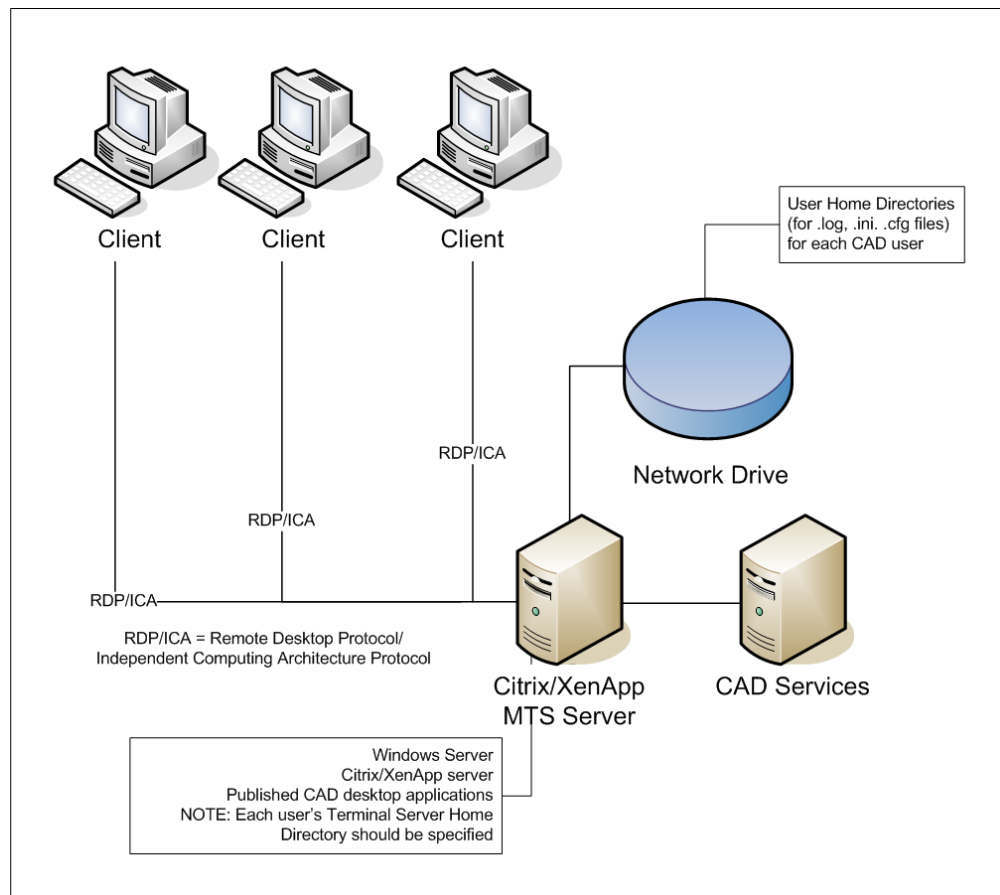 Client
Client
Client
User Home Directories
(for .log, .ini. .cfg files)
for each CAD user
RDP/ICA
Network Drive
RDP/ICA
RDP/ICA
RDP/ICA = Remote Desktop Protocol/
Independent Computing Architecture Protocol
Citrix/XenApp
MTS Server
CAD Services
Windows Server
Citrix/XenApp server
Published CAD desktop applications
NOTE: Each user's Terminal Server Home
Directory should be specified